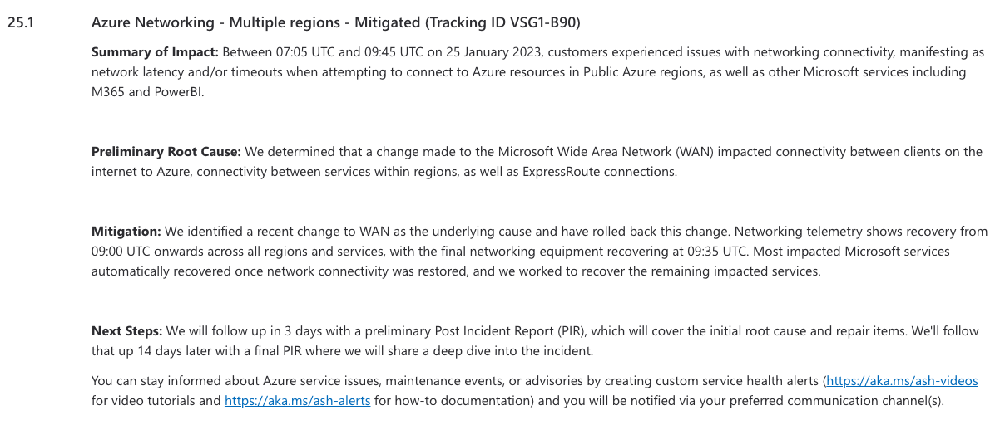 25.1 Azure Networking - Multiple regions - Mitigated (Tracking ID VSG1-B90)
Summary of Impact: Between 07:05 UTC and 09:45 UTC on 25 January 2023, customers experienced issues with networking connectivity, manifesting as
network latency and/or timeouts when attempting to connect to Azure resources in Public Azure regions, as well as other Microsoft services including
M365 and PowerBI.
Preliminary Root Cause: We determined that a change made to the Microsoft Wide Area Network (WAN) impacted connectivity between clients on the
internet to Azure, connectivity between services within regions, as well as ExpressRoute connections.
Mitigation: We identified a recent change to WAN as the underlying cause and have rolled back this change. Networking telemetry shows recovery from
09:00 UTC onwards across all regions and services, with the final networking equipment recovering at 09:35 UTC. Most impacted Microsoft services
automatically recovered once network connectivity was restored, and we worked to recover the remaining impacted services.
Next Steps: We will follow up in 3 days with a preliminary Post Incident Report (PIR), which will cover the initial root cause and repair items. We'll follow
that up 14 days later with a final PIR where we will share a deep dive into the incident.
You can stay informed about Azure service issues, maintenance events, or advisories by creating custom service health alerts (https://aka.ms/ash-videos
for video tutorials and https://aka.ms/ash-alerts for how-to documentation) and you will be notified via your preferred communication channel(s).